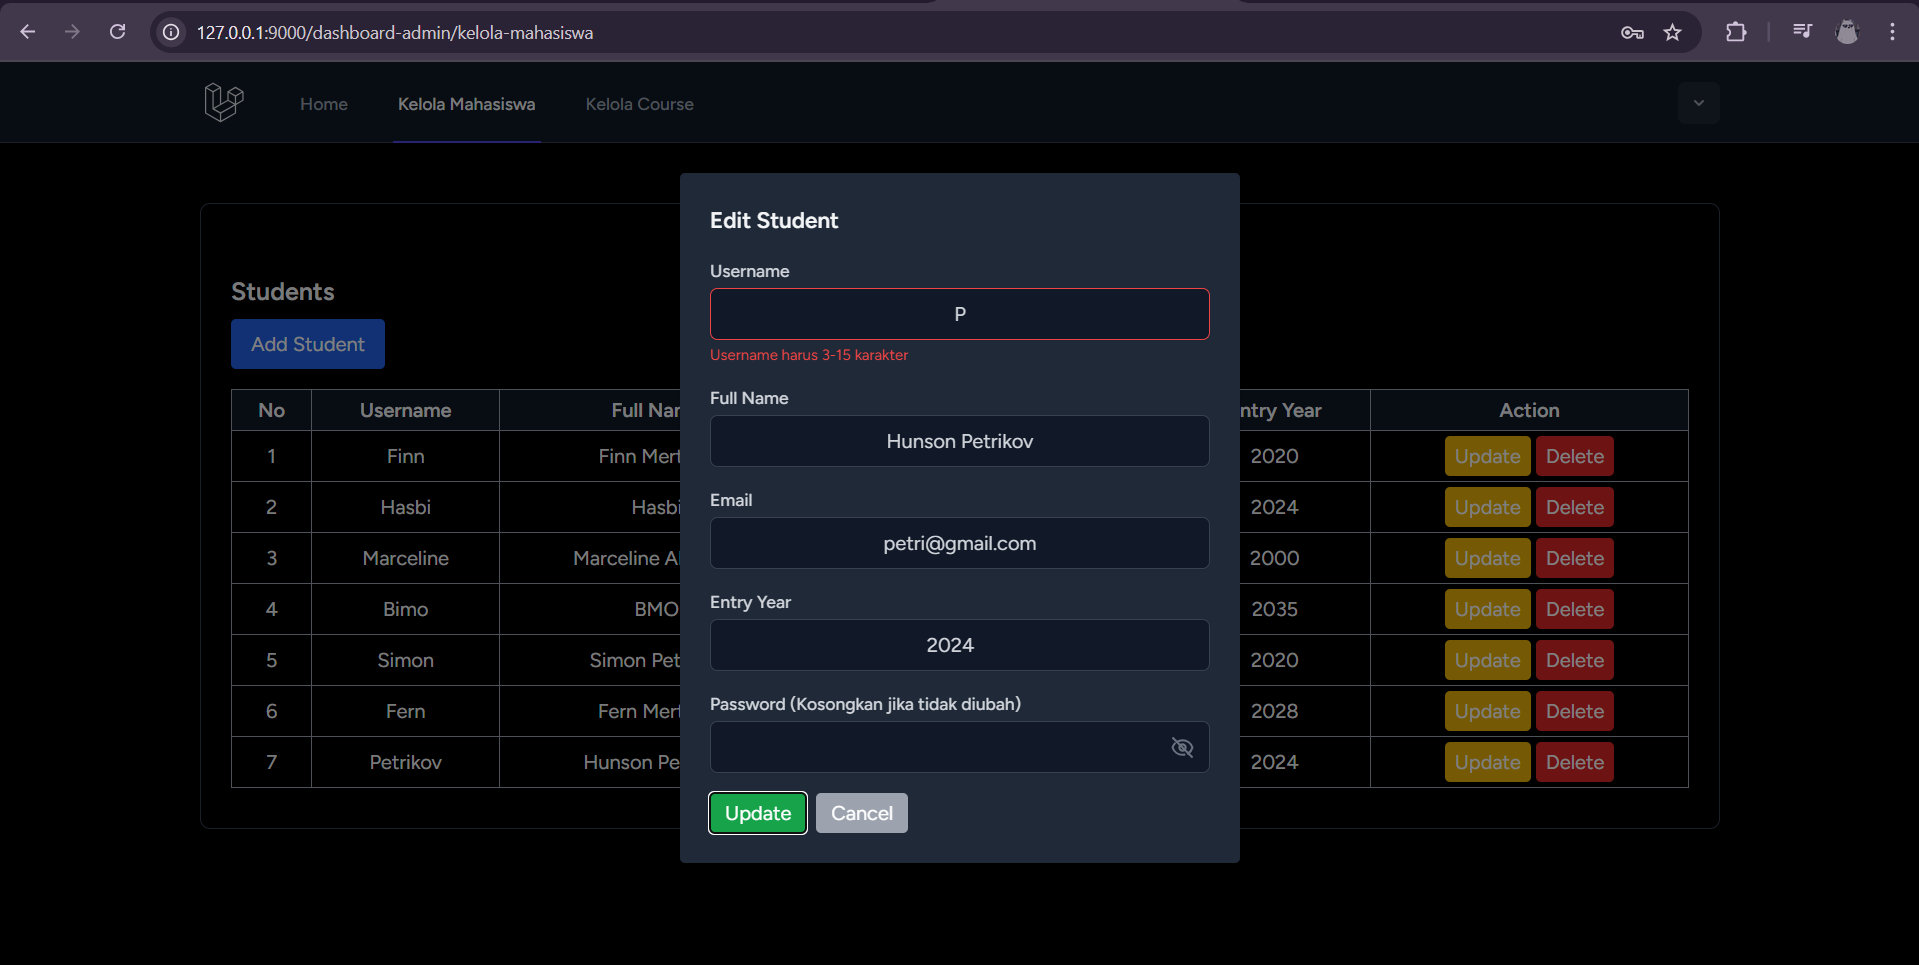 127.0.0.1:9000/dashboard-admin/kelola-mahasiswa
Home Kelola Mahasiswa Kelola Course
Students
Add Student
No Username Full Nar ntry Year Action
1 Finn Finn Mert 2020 Update Delete
2 Hasbi Hasbi 2024 Update Delete
3 Marceline Marceline Al 2000 Update Delete
4 Bimo BMO 2035 Update Delete
5 Simon Simon Pet 2020 Update Delete
6 Fern Fern Mert 2028 Update Delete
7 Petrikov Hunson Pe 2024 Update Delete
Edit Student
Username
P
Username harus 3-15 karakter
Full Name
Hunson Petrikov
Email
petri@gmail.com
Entry Year
2024
Password (Kosongkan jika tidak diubah)
Update Cancel